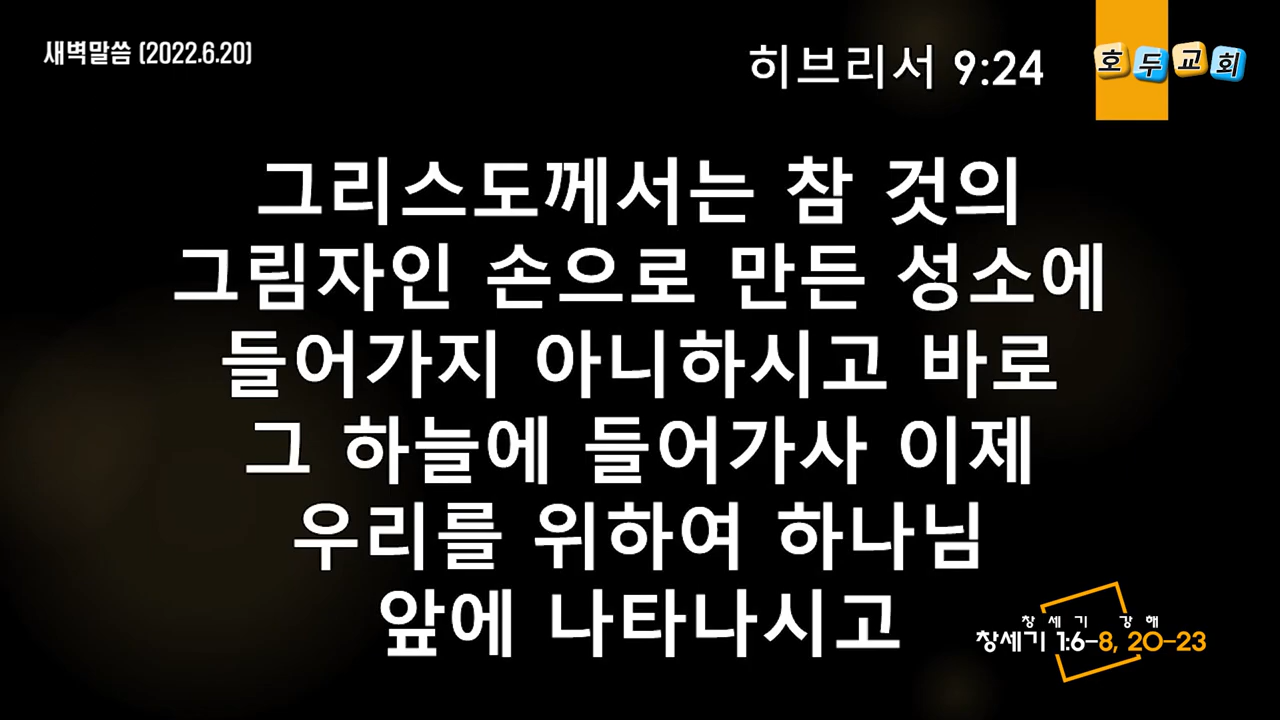 새벽말씀 (2022.6.20)
히브리서 9:24
호두교회
그리스도께서는 참 것의
그림자인 손으로 만든 성소에
들어가지 아니하시고 바로
그 하늘에 들어가사 이제
우리를 위하여 하나님
앞에 나타나시고
창세기 강해
창세기 1:6-8, 20-23